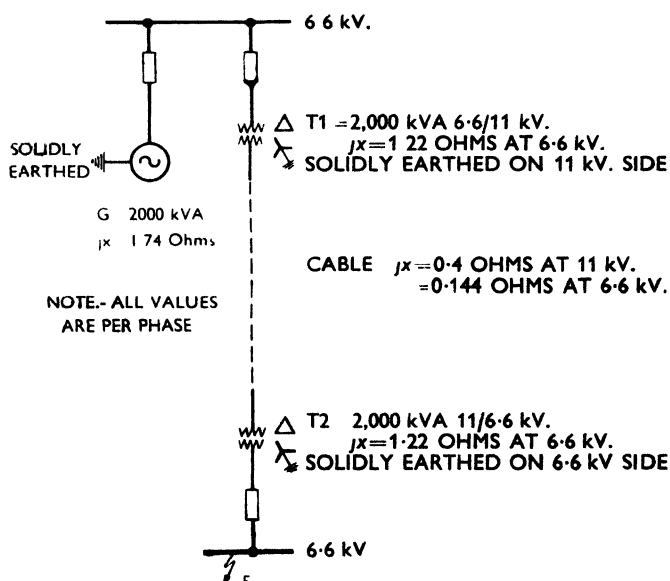 6.6 kV.
Δ T1 =2,000 kVA 6·6/11 kV.
jx=1 22 OHMS AT 6·6 kV.
SOLIDLY EARTHED ON 11 kV. SIDE
SOLIDLY
EARTHED
G 2000 kVA
jx 1 74 Ohms
CABLE jx=0·4 OHMS AT 11 kV.
=0·144 OHMS AT 6·6 kV.
NOTE.- ALL VALUES
ARE PER PHASE
Δ T2 2,000 kVA 11/6·6 kV.
jx=1·22 OHMS AT 6·6 kV.
SOLIDLY EARTHED ON 6·6 kV SIDE
6·6 kV